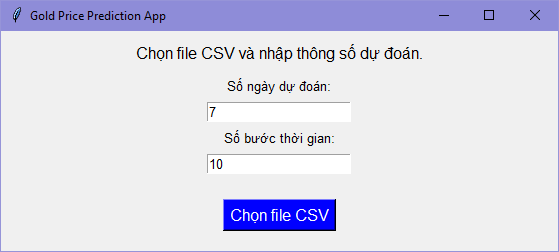 Gold Price Prediction App
Chọn file CSV và nhập thông số dự đoán.
Số ngày dự đoán:
7
Số bước thời gian:
10
Chọn file CSV